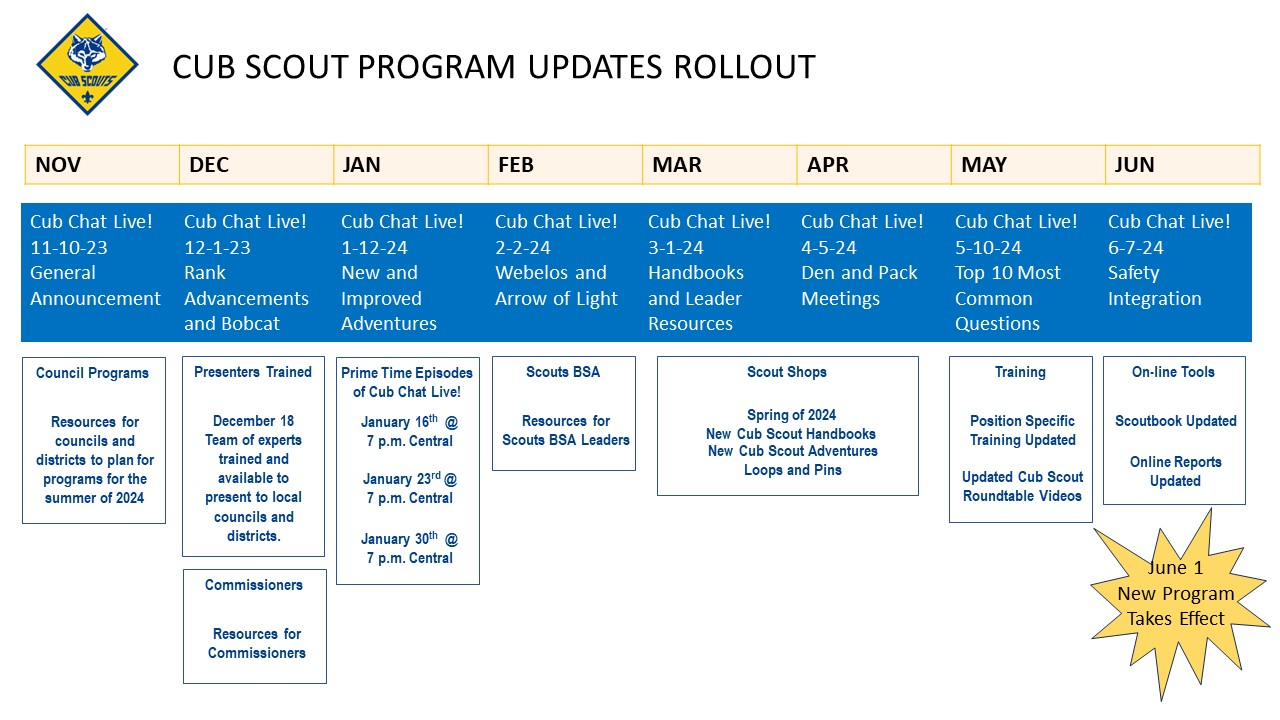 CUB SCOUTS
CUB SCOUT PROGRAM UPDATES ROLLOUT
NOV
DEC
JAN
FEB
MAR
APR
MAY
JUN
Cub Chat Live!
11-10-23
General
Announcement
Cub Chat Live!
12-1-23
Rank
Advancements
and Bobcat
Cub Chat Live!
1-12-24
New and
Improved
Adventures
Cub Chat Live!
2-2-24
Webelos and
Arrow of Light
Cub Chat Live!
3-1-24
Handbooks
and Leader
Resources
Cub Chat Live!
4-5-24
Den and Pack
Meetings
Cub Chat Live!
5-10-24
Top 10 Most
Common
Questions
Cub Chat Live!
6-7-24
Safety
Integration
Council Programs
Resources for
councils and
districts to plan for
programs for the
summer of 2024
Presenters Trained
December 18
Team of experts
trained and
available to
present to local
councils and
districts.
Commissioners
Resources for
Commissioners
Prime Time Episodes
of Cub Chat Live!
January 16th @
7 p.m. Central
January 23rd @
7 p.m. Central
January 30th @
7 p.m. Central
Scouts BSA
Resources for
Scouts BSA Leaders
Scout Shops
Spring of 2024
New Cub Scout Handbooks
New Cub Scout Adventures
Loops and Pins
Training
Position Specific
Training Updated
Updated Cub Scout
Roundtable Videos
On-line Tools
Scoutbook Updated
Online Reports
Updated
June 1
New Program
Takes Effect